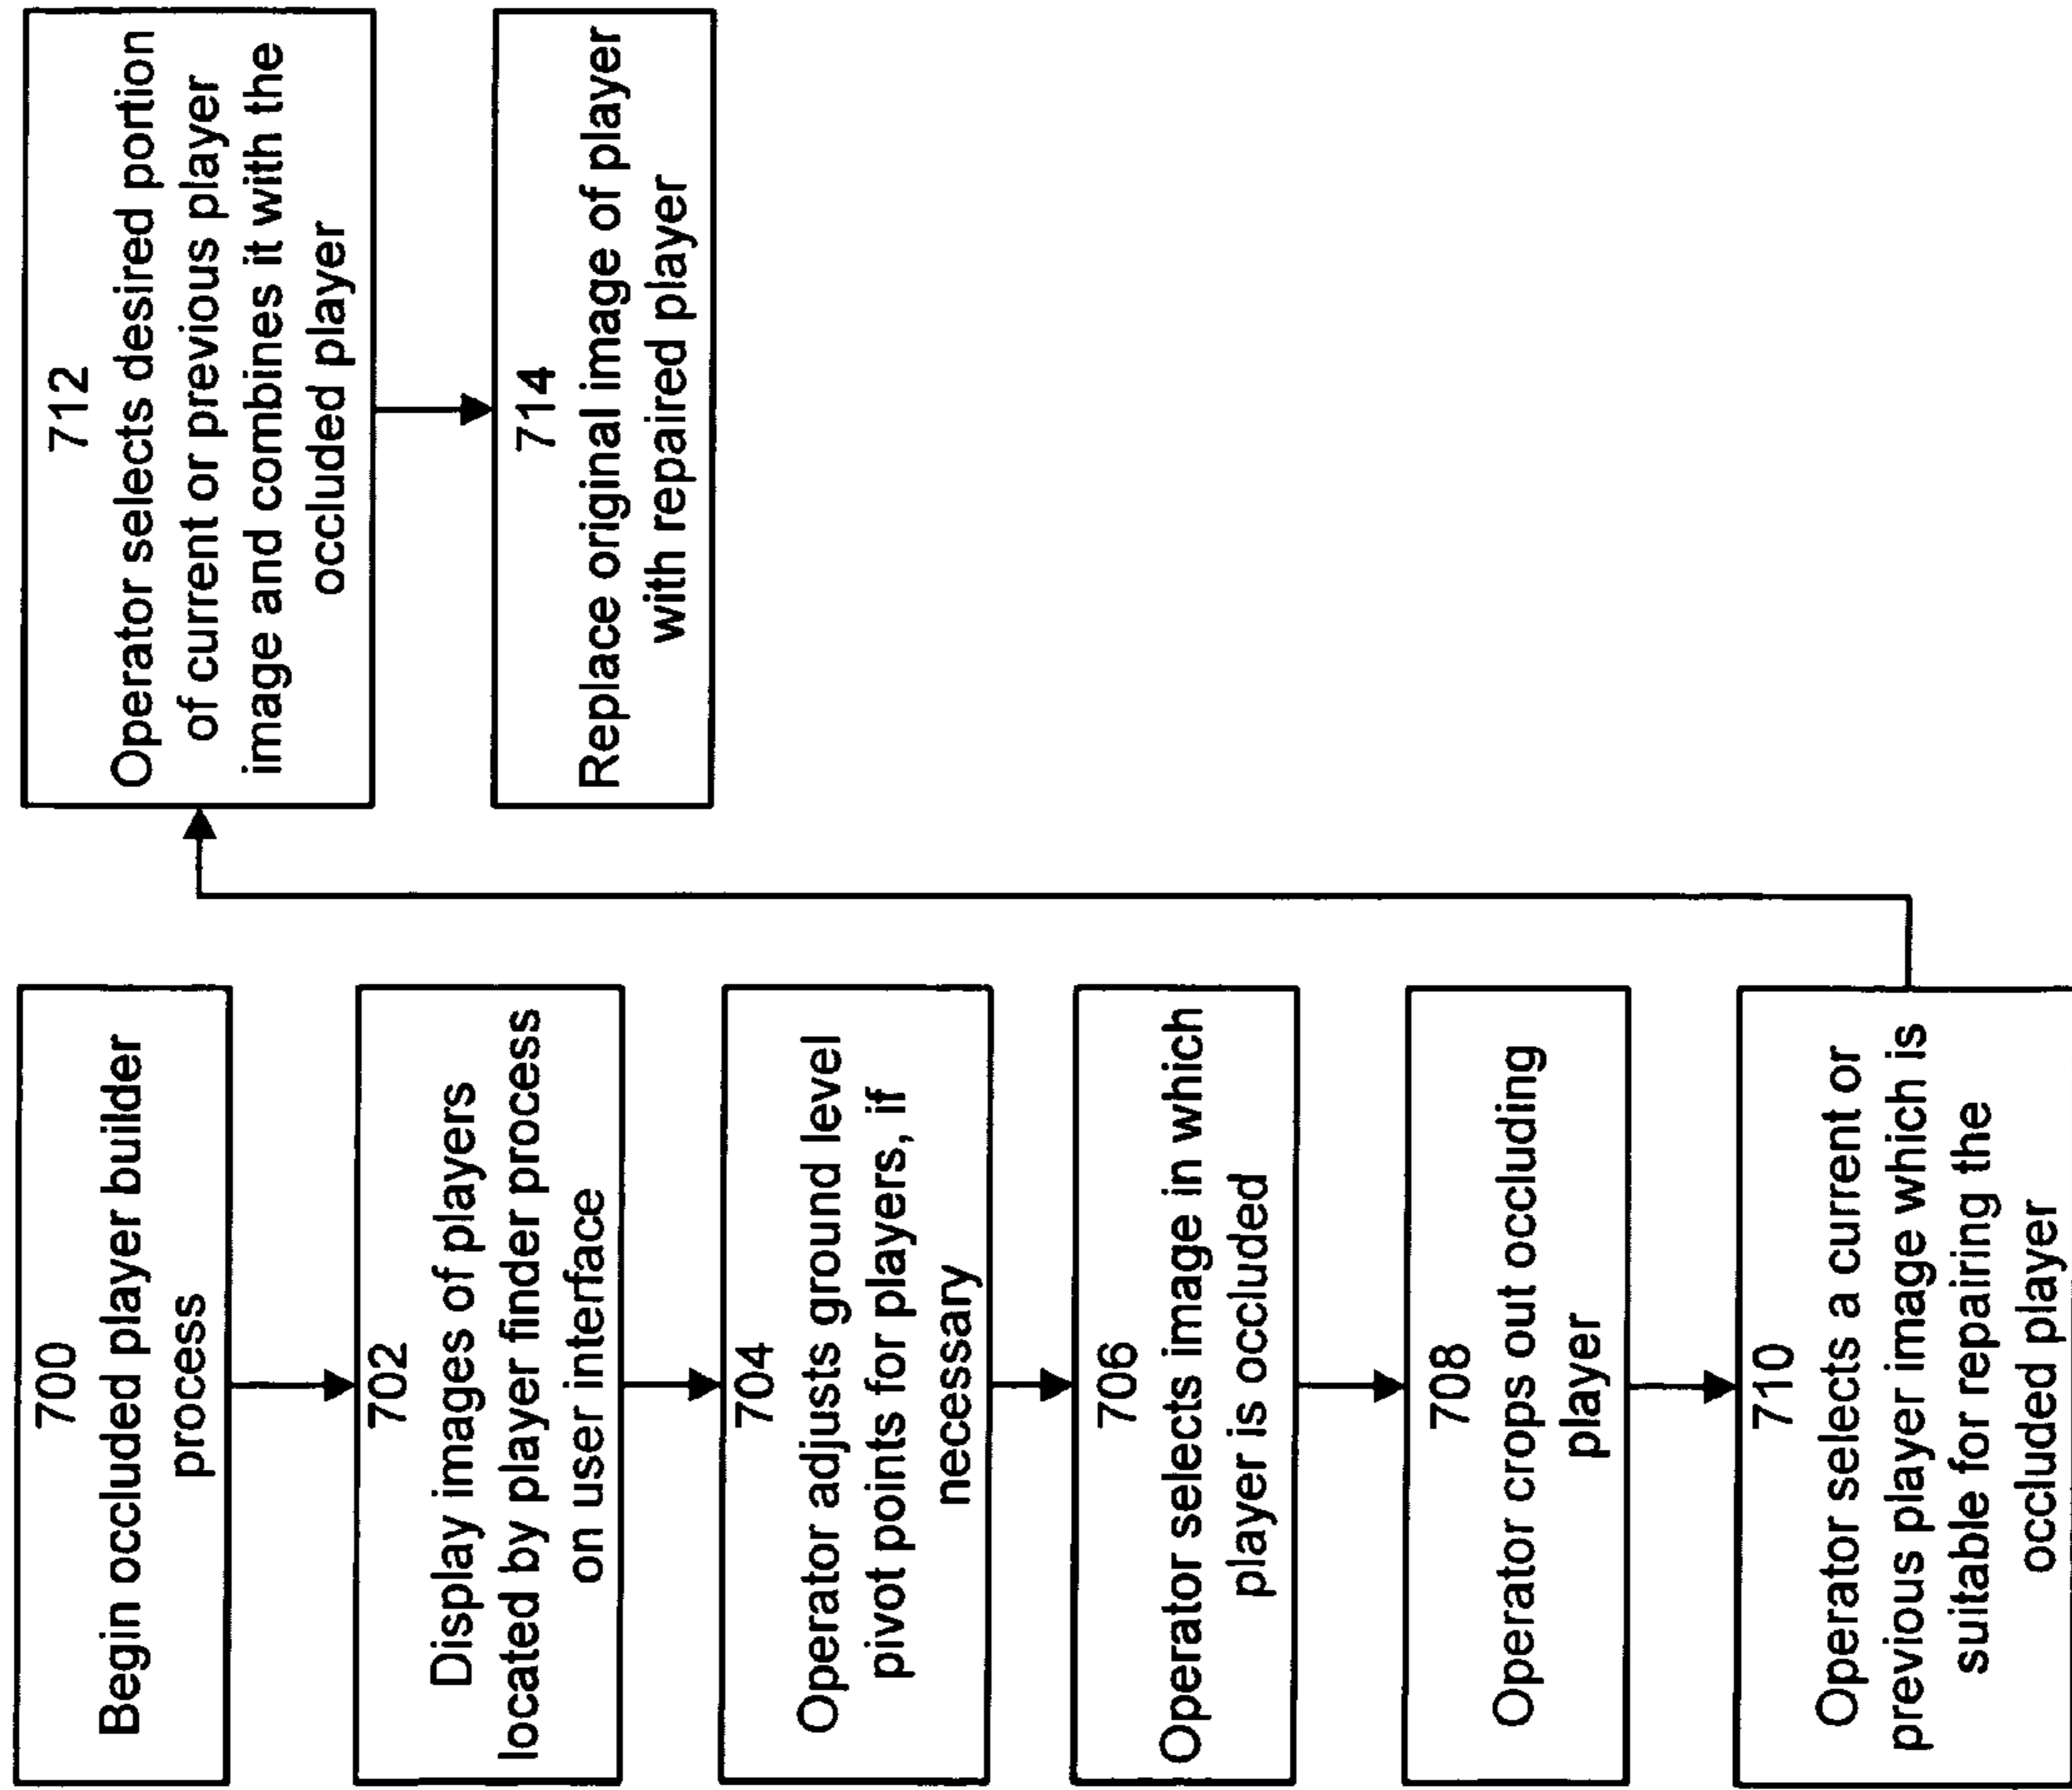 700
Begin occluded player builder
process
702
Display images of players
located by player finder process
on user interface
704
Operator adjusts ground level
pivot points for players, if
necessary
706
Operator selects image in which
player is occluded
708
Operator crops out occluding
player
710
Operator selects a current or
previous player image which is
suitable for repairing the
occluded player
712
Operator selects desired portion
of current or previous player
image and combines it with the
occluded player
714
Replace original image of player
with repaired player